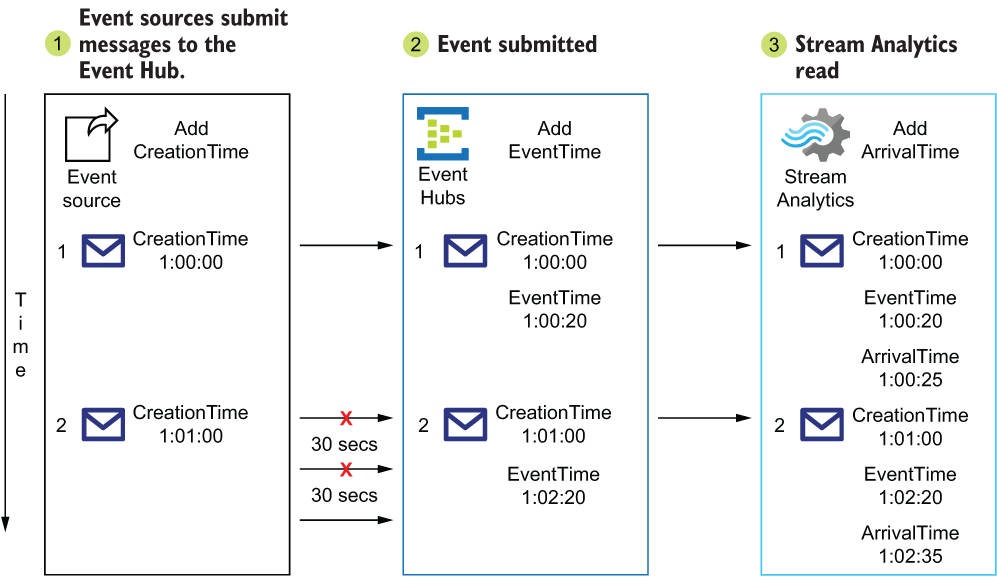 1
Event sources submit
messages to the
Event Hub.
2
Event submitted
3
Stream Analytics
read
Time
Event
source
Add
CreationTime
1
CreationTime
1:00:00
2
CreationTime
1:01:00
X
30 secs
X
30 secs
Event
Hubs
Add
EventTime
1
CreationTime
1:00:00
EventTime
1:00:20
2
CreationTime
1:01:00
EventTime
1:02:20
Stream
Analytics
Add
ArrivalTime
1
CreationTime
1:00:00
EventTime
1:00:20
ArrivalTime
1:00:25
2
CreationTime
1:01:00
EventTime
1:02:20
ArrivalTime
1:02:35